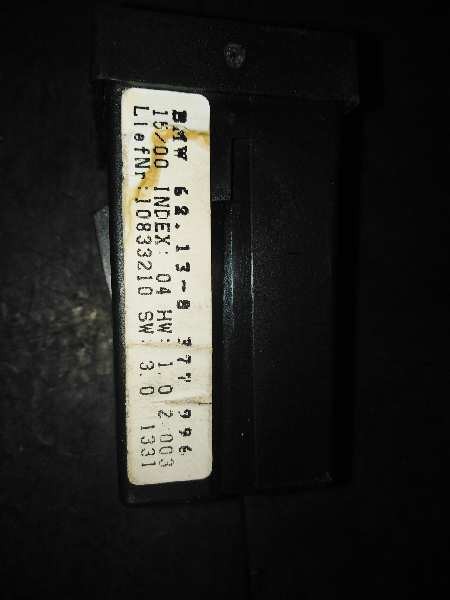 BMW 62.13-8 377 996
15/00 INDEX: 04 HW: 1.0 2.003
LiefNr:10833210 SW: 3.0 1331